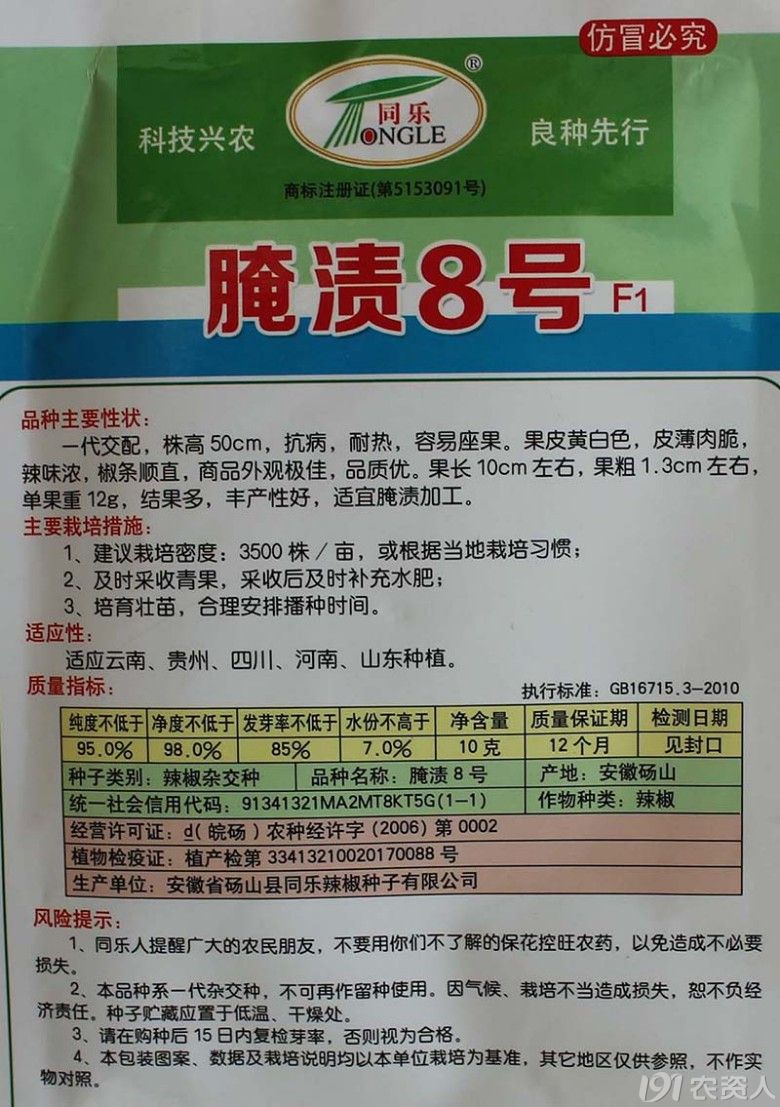 仿冒必究
科技兴农
同乐
TONGLE
®
良种先行
商标注册证(第5153091号)
腌渍8号 F1
品种主要性状：
一代交配，株高50cm，抗病，耐热，容易座果。果皮黄白色，皮薄肉脆，
辣味浓，椒条顺直，商品外观极佳，品质优。果长10cm左右，果粗1.3cm左右，
单果重12g，结果多，丰产性好，适宜腌渍加工。
主要栽培措施：
1、建议栽培密度：3500株／亩，或根据当地栽培习惯；
2、及时采收青果，采收后及时补充水肥；
3、培育壮苗，合理安排播种时间。
适应性：
适应云南、贵州、四川、河南、山东种植。
质量指标：
执行标准：GB16715.3-2010
纯度不低于 净度不低于 发芽率不低于 水份不高于 净含量 质量保证期 检测日期
95.0% 98.0% 85% 7.0% 10克 12个月 见封口
种子类别：辣椒杂交种 品种名称：腌渍8号 产地：安徽砀山
统一社会信用代码：91341321MA2MT8KT5G(1-1) 作物种类：辣椒
经营许可证：d(皖砀)农种经许字(2006)第0002
植物检疫证：植产检第33413210020170088号
生产单位：安徽省砀山县同乐辣椒种子有限公司
风险提示：
1、同乐人提醒广大的农民朋友，不要用你们不了解的保花控旺农药，以免造成不必要
损失。
2、本品种系一代杂交种，不可再作留种使用。因气候、栽培不当造成损失，恕不负经
济责任。种子贮藏应置于低温、干燥处。
3、请在购种后15日内复检芽率，否则视为合格。
4、本包装图案、数据及栽培说明均以本单位栽培为基准，其它地区仅供参照，不作实
物对照。
191农资人